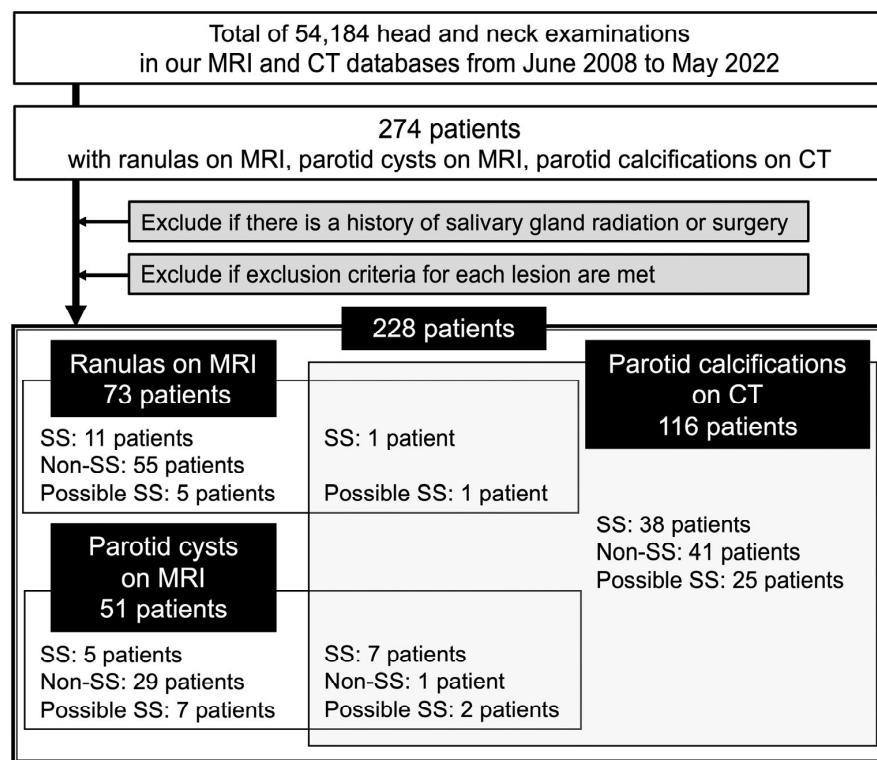 Total of 54,184 head and neck examinations
in our MRI and CT databases from June 2008 to May 2022
274 patients
with ranulas on MRI, parotid cysts on MRI, parotid calcifications on CT
Exclude if there is a history of salivary gland radiation or surgery
Exclude if exclusion criteria for each lesion are met
228 patients
Ranulas on MRI
73 patients
SS: 11 patients
Non-SS: 55 patients
Possible SS: 5 patients
SS: 1 patient
Possible SS: 1 patient
Parotid calcifications
on CT
116 patients
SS: 38 patients
Non-SS: 41 patients
Possible SS: 25 patients
Parotid cysts
on MRI
51 patients
SS: 5 patients
Non-SS: 29 patients
Possible SS: 7 patients
SS: 7 patients
Non-SS: 1 patient
Possible SS: 2 patients